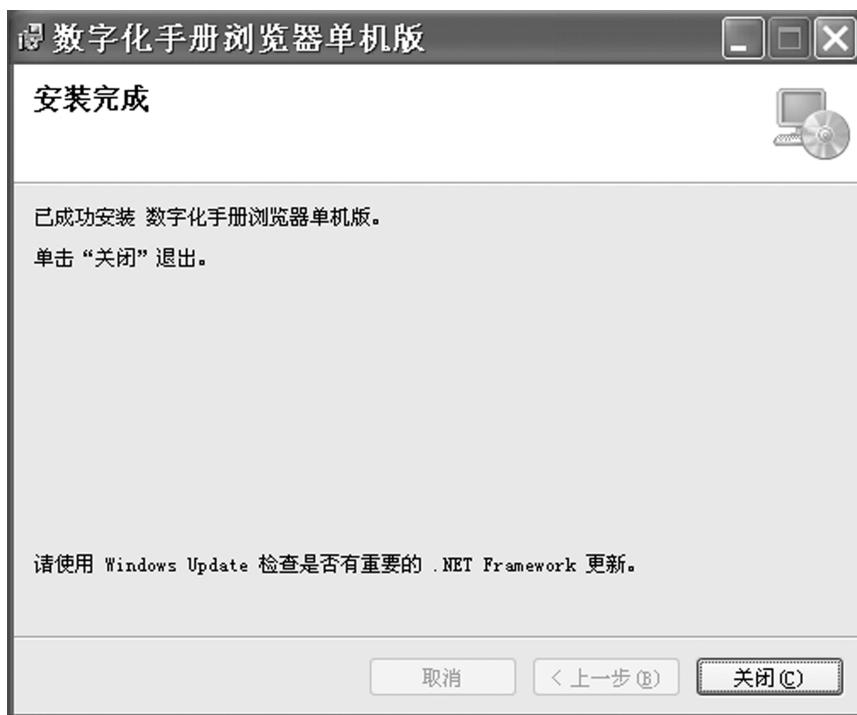 数字化手册浏览器单机版
安装完成
已成功安装 数字化手册浏览器单机版。
单击“关闭”退出。
请使用 Windows Update 检查是否有重要的 .NET Framework 更新。
取消
< 上一步(B)
关闭(C)